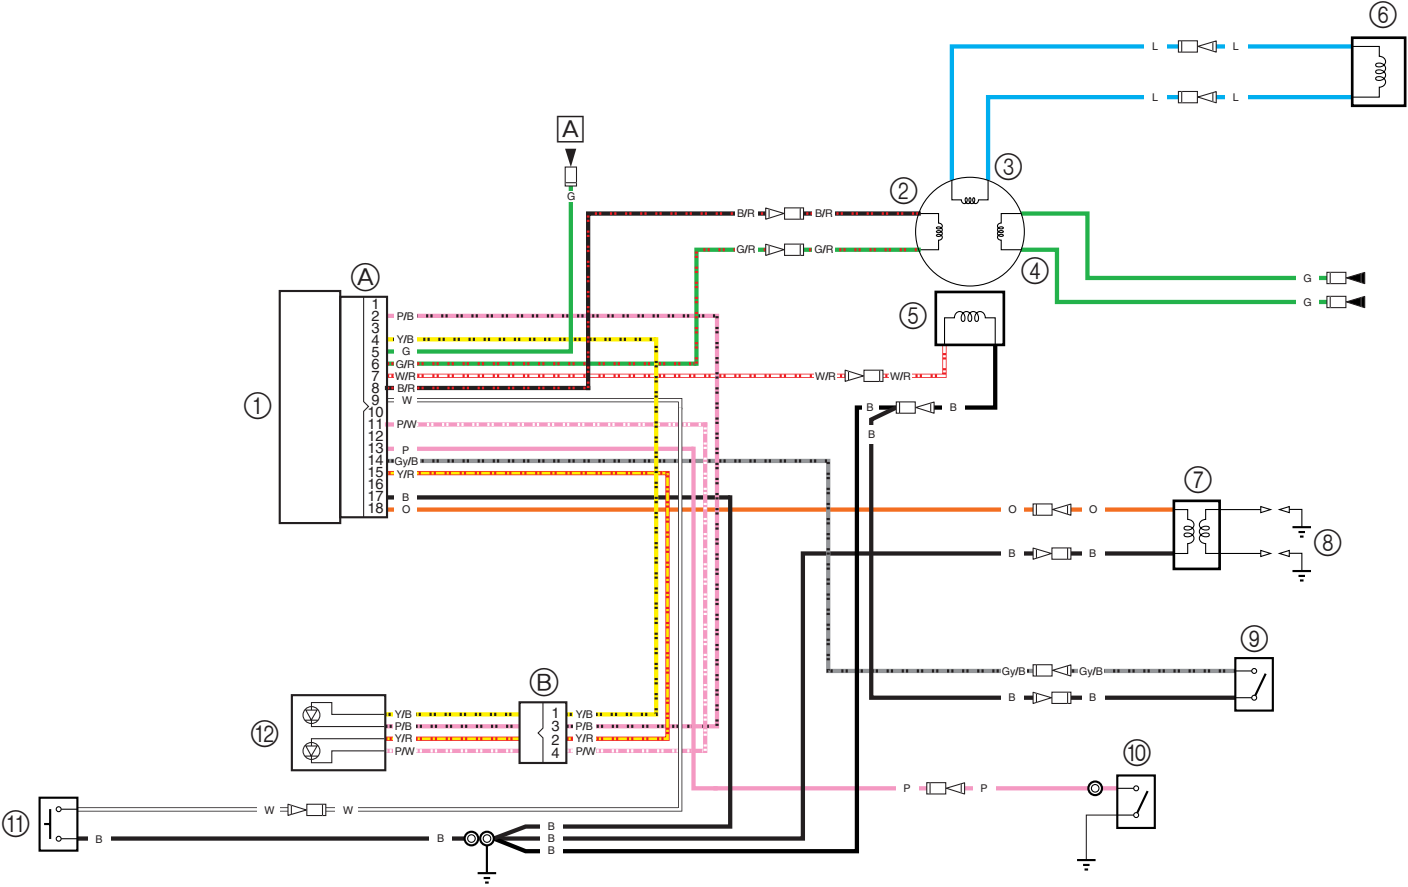 6
L L
L L
A
3
2
G
B/R B/R
G/R G/R
4
A
G
G
1
2 P/B
3
4 Y/B
5 G
6 G/R
7 W/R W/R W/R
8 B/R
9 W
10
11 P/W
12
13 P
14 Gy/B
15 Y/R
16
17 B
18 O
5
1
B B
B
7
O O
8
B B
9
Gy/B Gy/B
B B
B
12
Y/B 1 Y/B
P/B 3 P/B
Y/R 2 Y/R
P/W 4 P/W
10
P P
11
W W
B B
B
B
B